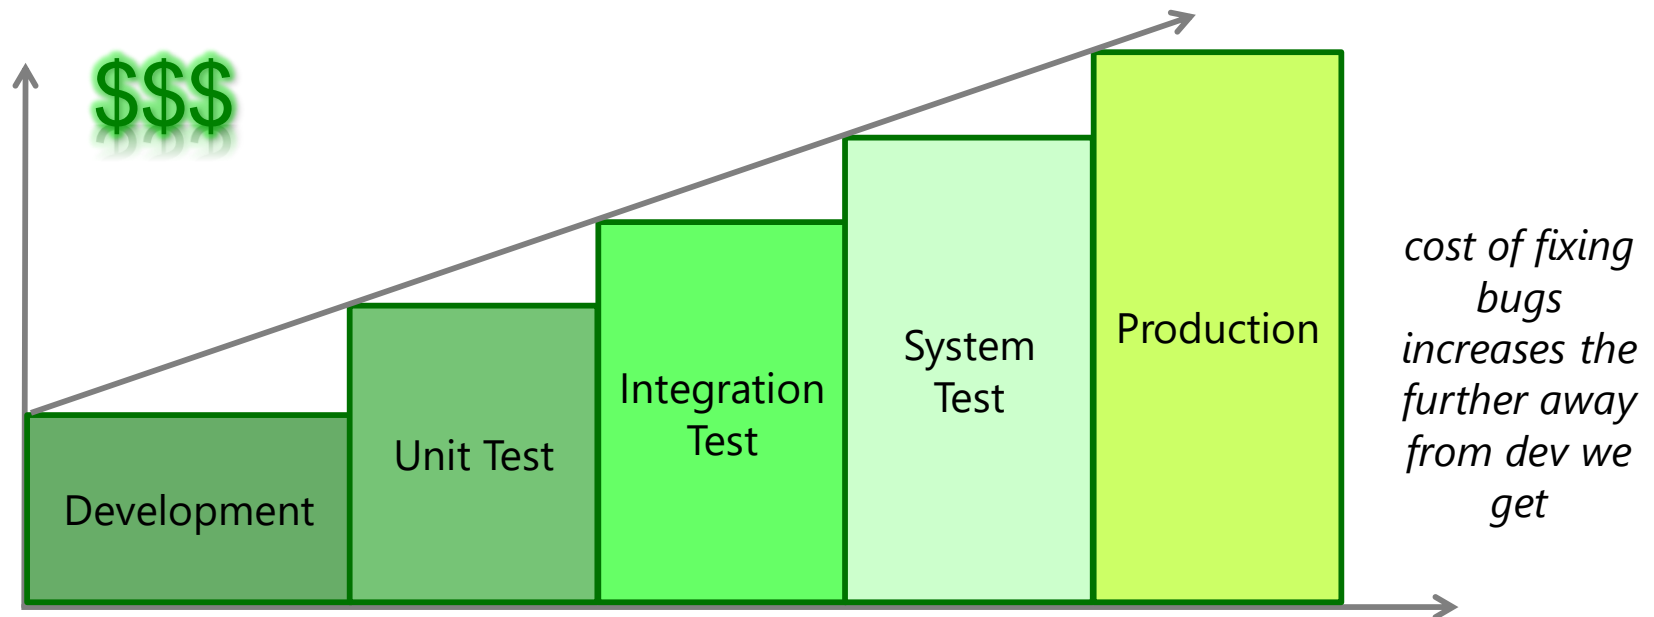 $$$
Development
Unit Test
Integration
Test
System
Test
Production
cost of fixing
bugs
increases the
further away
from dev we
get